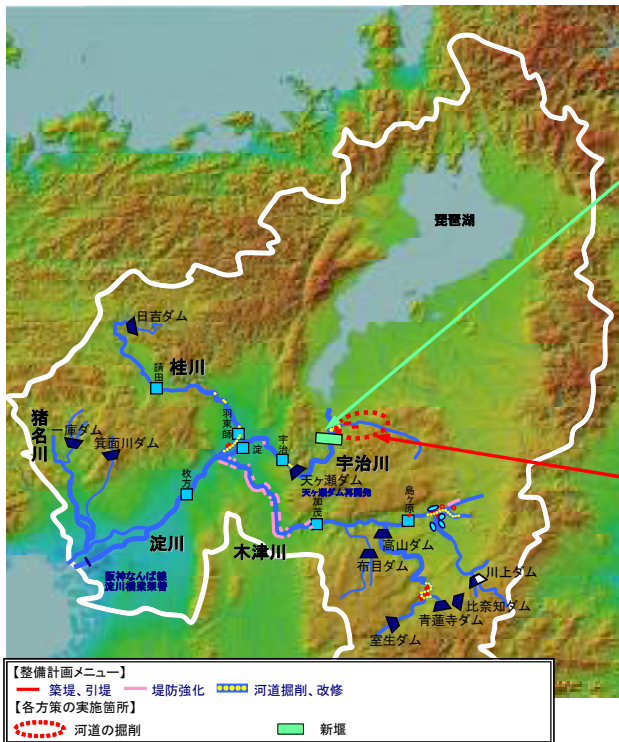 琵琶湖
日吉ダム
桂川
請田
猪名川
一庫ダム
箕面川ダム
羽束師
淀
宇治
宇治川
天ヶ瀬ダム
天ヶ瀬ダム再開発
枚方
加茂
島ヶ原
淀川
木津川
高山ダム
布目ダム
川上ダム
阪神なんば線
淀川橋梁架替
比奈知ダム
青蓮寺ダム
室生ダム
【整備計画メニュー】
築堤、引堤 堤防強化 河道掘削、改修
【各方策の実施箇所】
河道の掘削 新堰